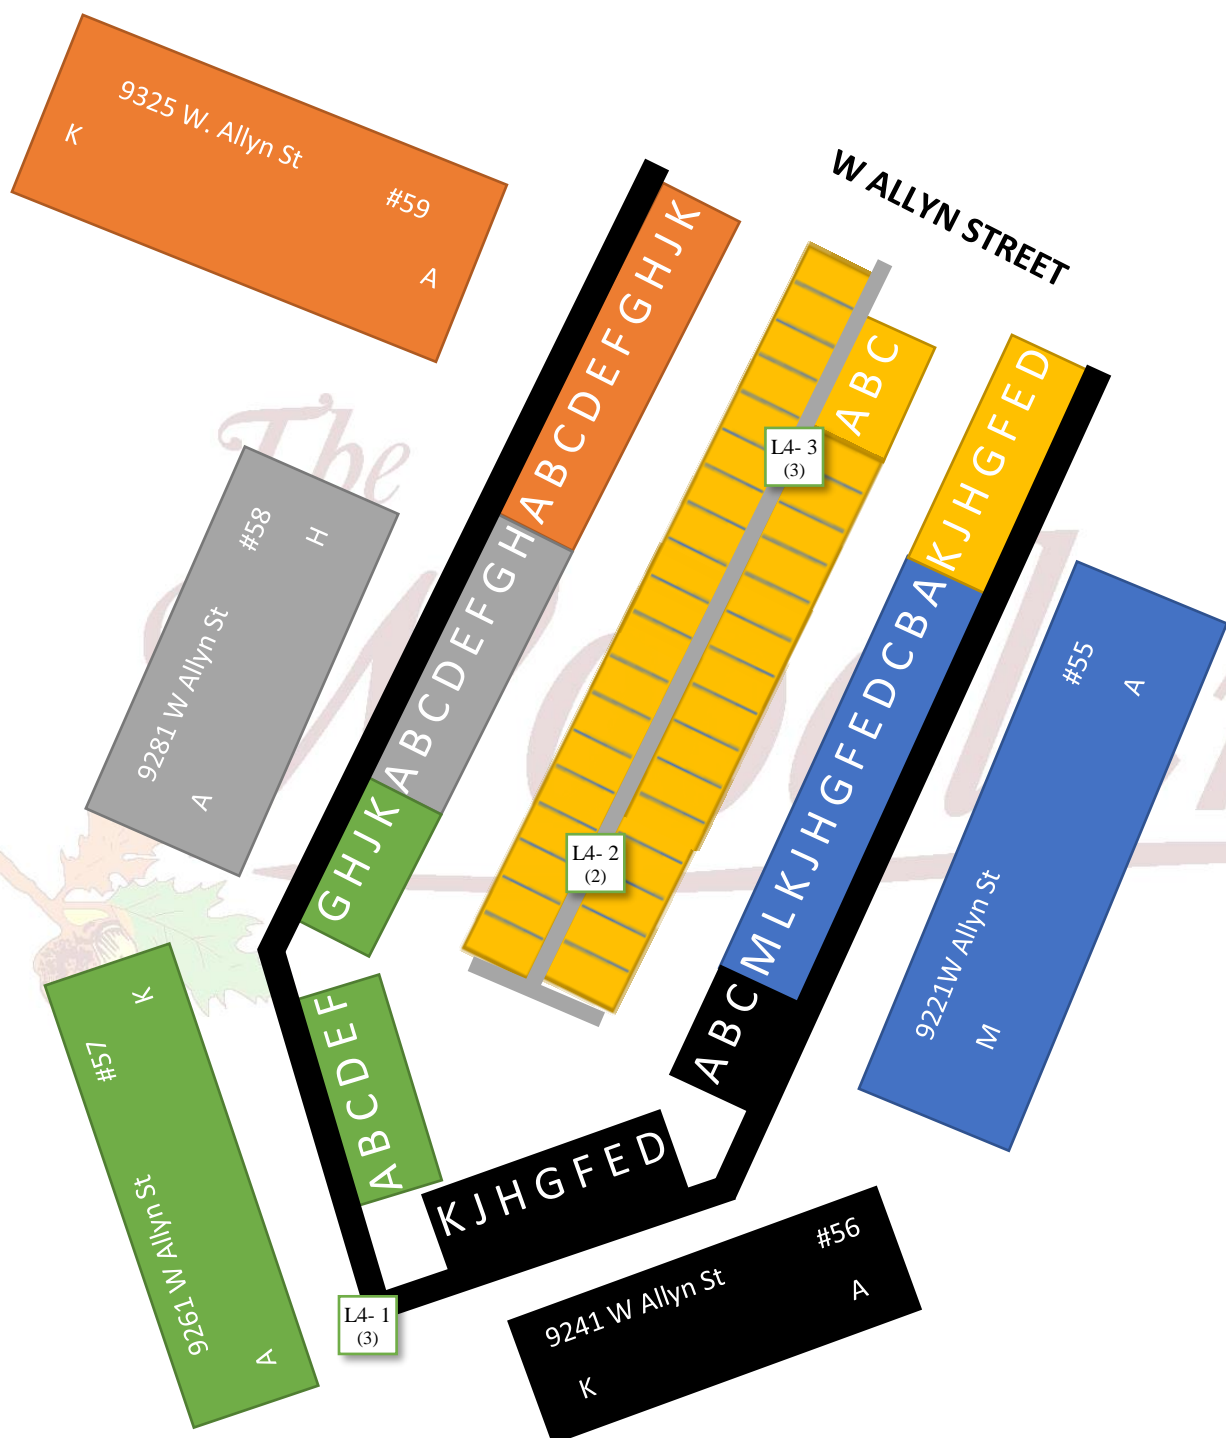 9325 W. Allyn St
K
#59
A
W ALLYN STREET
A B C D E F G H J K
A B C
K J H G F E D
The
L4- 3
(3)
#58
H
9281 W Allyn St
A
A B C D E F G H
M L K J H G F E D C B A
#55
A
9221W Allyn St
M
G H J K
L4- 2
(2)
K
#57
9261 W Allyn St
A
A B C D E F
A B C
K J H G F E D
L4- 1
(3)
#56
9241 W Allyn St
A
K